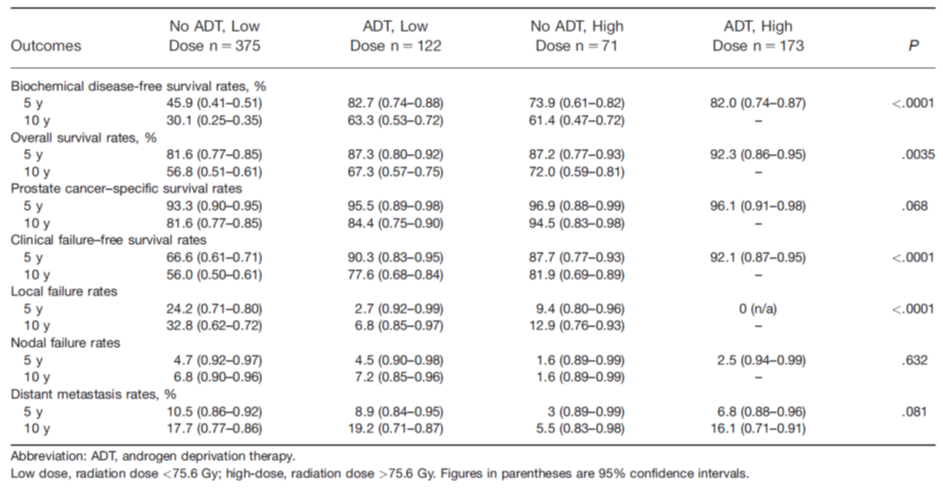 No ADT, Low ADT, Low No ADT, High ADT, High
Outcomes Dose n = 375 Dose n = 122 Dose n = 71 Dose n = 173 P
Biochemical disease-free survival rates, %
5 y 45.9 (0.41–0.51) 82.7 (0.74–0.88) 73.9 (0.61–0.82) 82.0 (0.74–0.87) <.0001
10 y 30.1 (0.25–0.35) 63.3 (0.53–0.72) 61.4 (0.47–0.72) –
Overall survival rates, %
5 y 81.6 (0.77–0.85) 87.3 (0.80–0.92) 87.2 (0.77–0.93) 92.3 (0.86–0.95) .0035
10 y 56.8 (0.51–0.61) 67.3 (0.57–0.75) 72.0 (0.59–0.81) –
Prostate cancer–specific survival rates
5 y 93.3 (0.90–0.95) 95.5 (0.89–0.98) 96.9 (0.88–0.99) 96.1 (0.91–0.98) .068
10 y 81.6 (0.77–0.85) 84.4 (0.75–0.90) 94.5 (0.83–0.98) –
Clinical failure–free survival rates
5 y 66.6 (0.61–0.71) 90.3 (0.83–0.95) 87.7 (0.77–0.93) 92.1 (0.87–0.95) <.0001
10 y 56.0 (0.50–0.61) 77.6 (0.68–0.84) 81.9 (0.69–0.89) –
Local failure rates
5 y 24.2 (0.71–0.80) 2.7 (0.92–0.99) 9.4 (0.80–0.96) 0 (n/a) <.0001
10 y 32.8 (0.62–0.72) 6.8 (0.85–0.97) 12.9 (0.76–0.93) –
Nodal failure rates
5 y 4.7 (0.92–0.97) 4.5 (0.90–0.98) 1.6 (0.89–0.99) 2.5 (0.94–0.99) .632
10 y 6.8 (0.90–0.96) 7.2 (0.85–0.96) 1.6 (0.89–0.99) –
Distant metastasis rates, %
5 y 10.5 (0.86–0.92) 8.9 (0.84–0.95) 3 (0.89–0.99) 6.8 (0.88–0.96) .081
10 y 17.7 (0.77–0.86) 19.2 (0.71–0.87) 5.5 (0.83–0.98) 16.1 (0.71–0.91)
Abbreviation: ADT, androgen deprivation therapy.
Low dose, radiation dose <75.6 Gy; high-dose, radiation dose >75.6 Gy. Figures in parentheses are 95% confidence intervals.